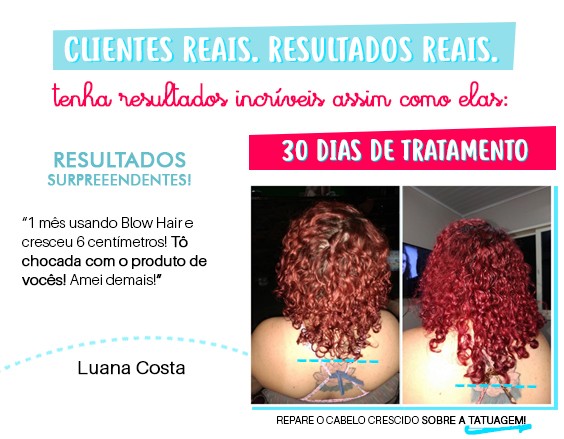 CLIENTES REAIS. RESULTADOS REAIS.
tenha resultados incríveis assim como elas:
30 DIAS DE TRATAMENTO
RESULTADOS
SURPREEENDENTES!
“1 mês usando Blow Hair e
cresceu 6 centímetros! Tô
chocada com o produto de
vocês! Amei demais!”
Luana Costa
REPARE O CABELO CRESCIDO SOBRE A TATUAGEM!